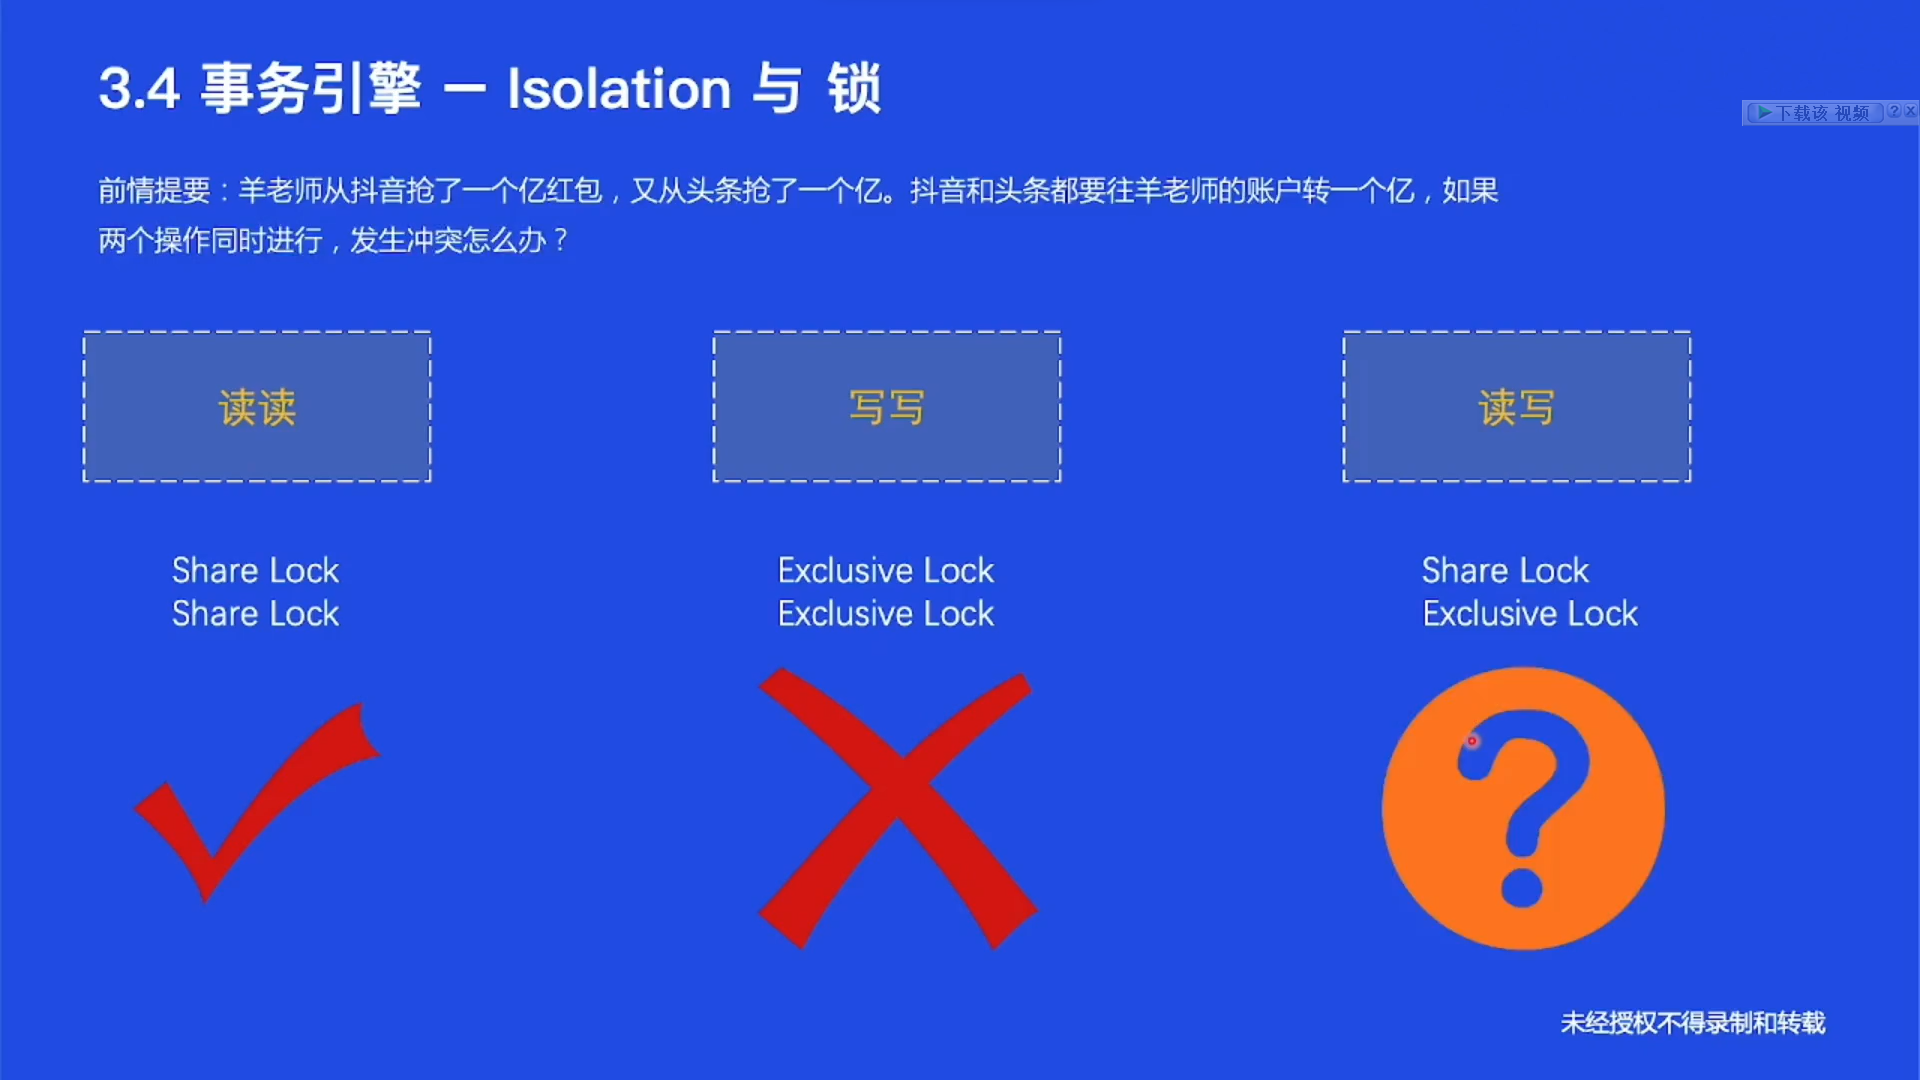 3.4 事务引擎 — Isolation 与 锁
下载该 视频 ? x
前情提要：羊老师从抖音抢了一个亿红包，又从头条抢了一个亿。抖音和头条都要往羊老师的账户转一个亿，如果
两个操作同时进行，发生冲突怎么办？
读读
写写
读写
Share Lock
Share Lock
Exclusive Lock
Exclusive Lock
Share Lock
Exclusive Lock
?
未经授权不得录制和转载